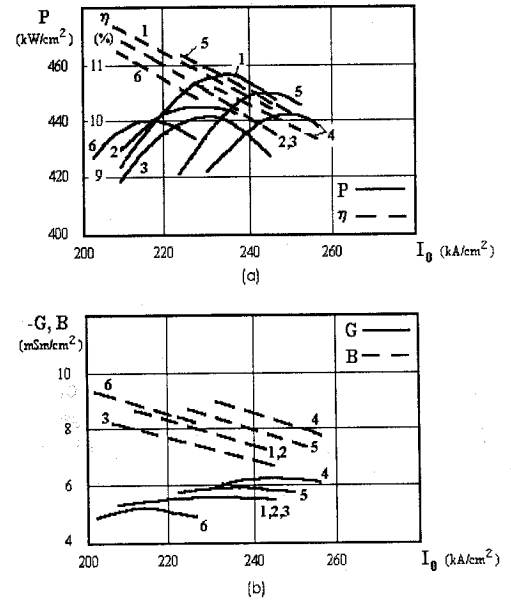 P η
(kW/cm²) (%)
1 5
460
11 1
6 5
440
10
6 2 2,3 4
3
420
9
P
η
400
200 220 240 260 I₀ (kA/cm²)
(a)
-G, B
(mSm/cm²)
G
B
10
6
3 4
8
5
1,2
4
6
5
1,2,3
6
4
200 220 240 260 I₀ (kA/cm²)
(b)